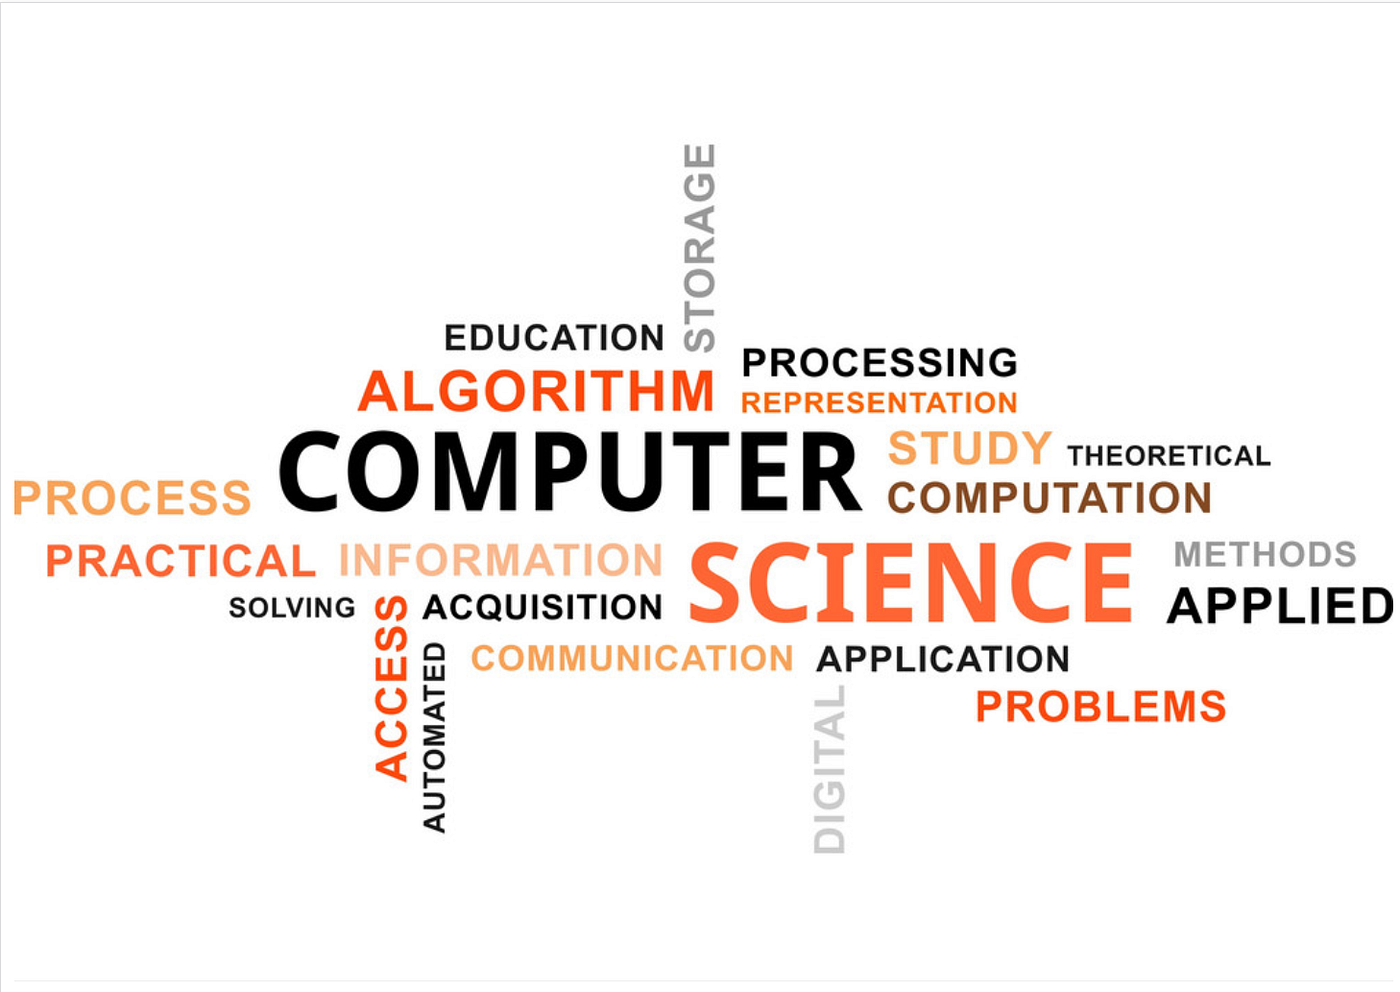 STORAGE
EDUCATION
PROCESSING
ALGORITHM
REPRESENTATION
COMPUTER
STUDY
THEORETICAL
PROCESS
COMPUTATION
PRACTICAL
INFORMATION
SCIENCE
METHODS
SOLVING
ACCESS
ACQUISITION
APPLIED
AUTOMATED
COMMUNICATION
APPLICATION
DIGITAL
PROBLEMS